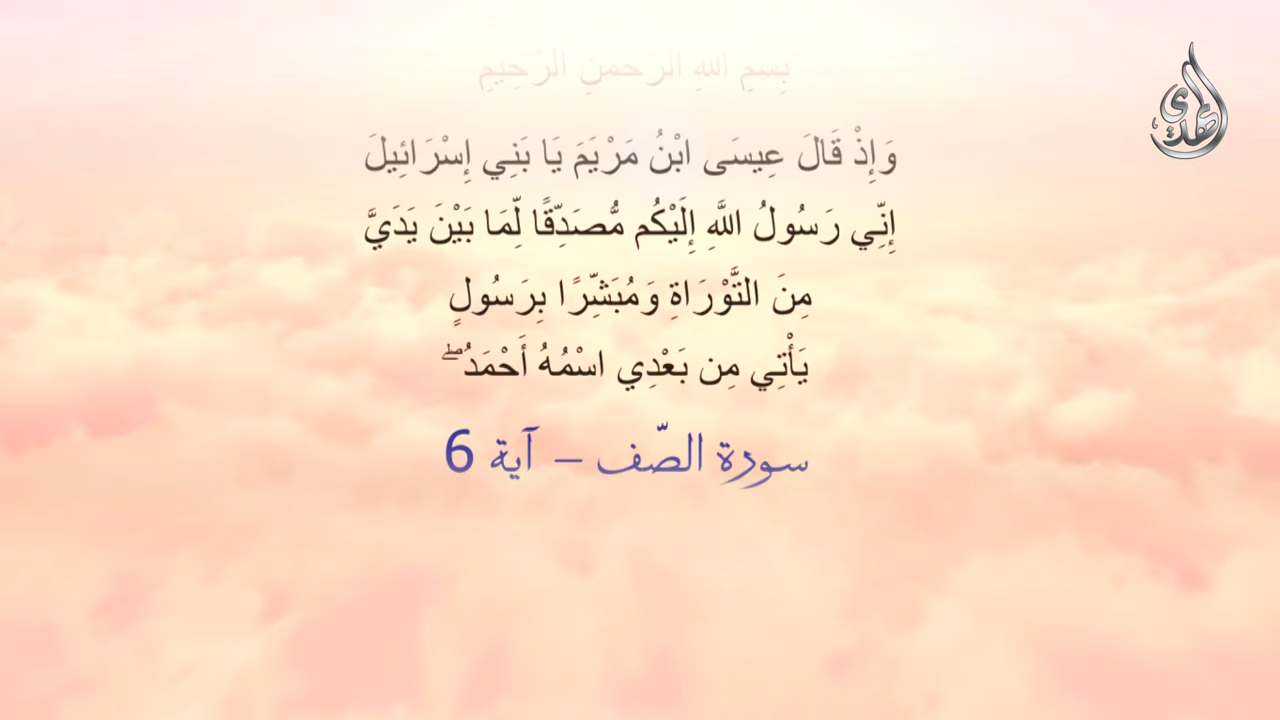 بِسْمِ اللهِ الرَّحمنِ الرَّحِيمِ
وَإِذْ قَالَ عِيسَى ابْنُ مَرْيَمَ يَا بَنِي إِسْرَائِيلَ
إِنِّي رَسُولُ اللَّهِ إِلَيْكُم مُّصَدِّقًا لِّمَا بَيْنَ يَدَيَّ
مِنَ التَّوْرَاةِ وَمُبَشِّرًا بِرَسُولٍ
يَأْتِي مِن بَعْدِي اسْمُهُ أَحْمَدُ ۖ
سورة الصّف – آية 6